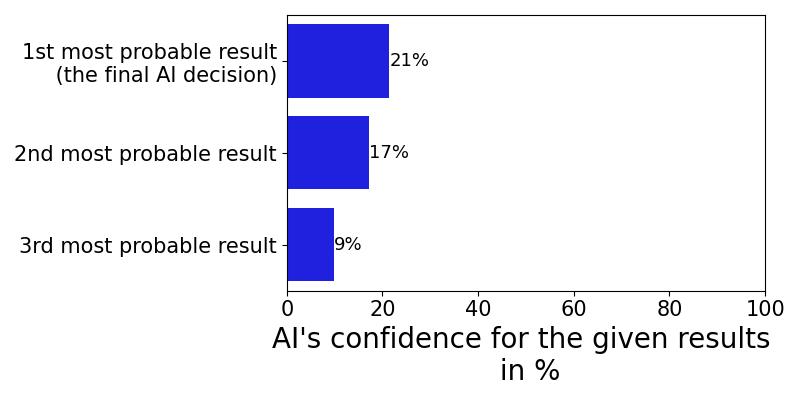 1st most probable result
(the final AI decision)
21%
2nd most probable result
17%
3rd most probable result
9%
0 20 40 60 80 100
AI's confidence for the given results
in %